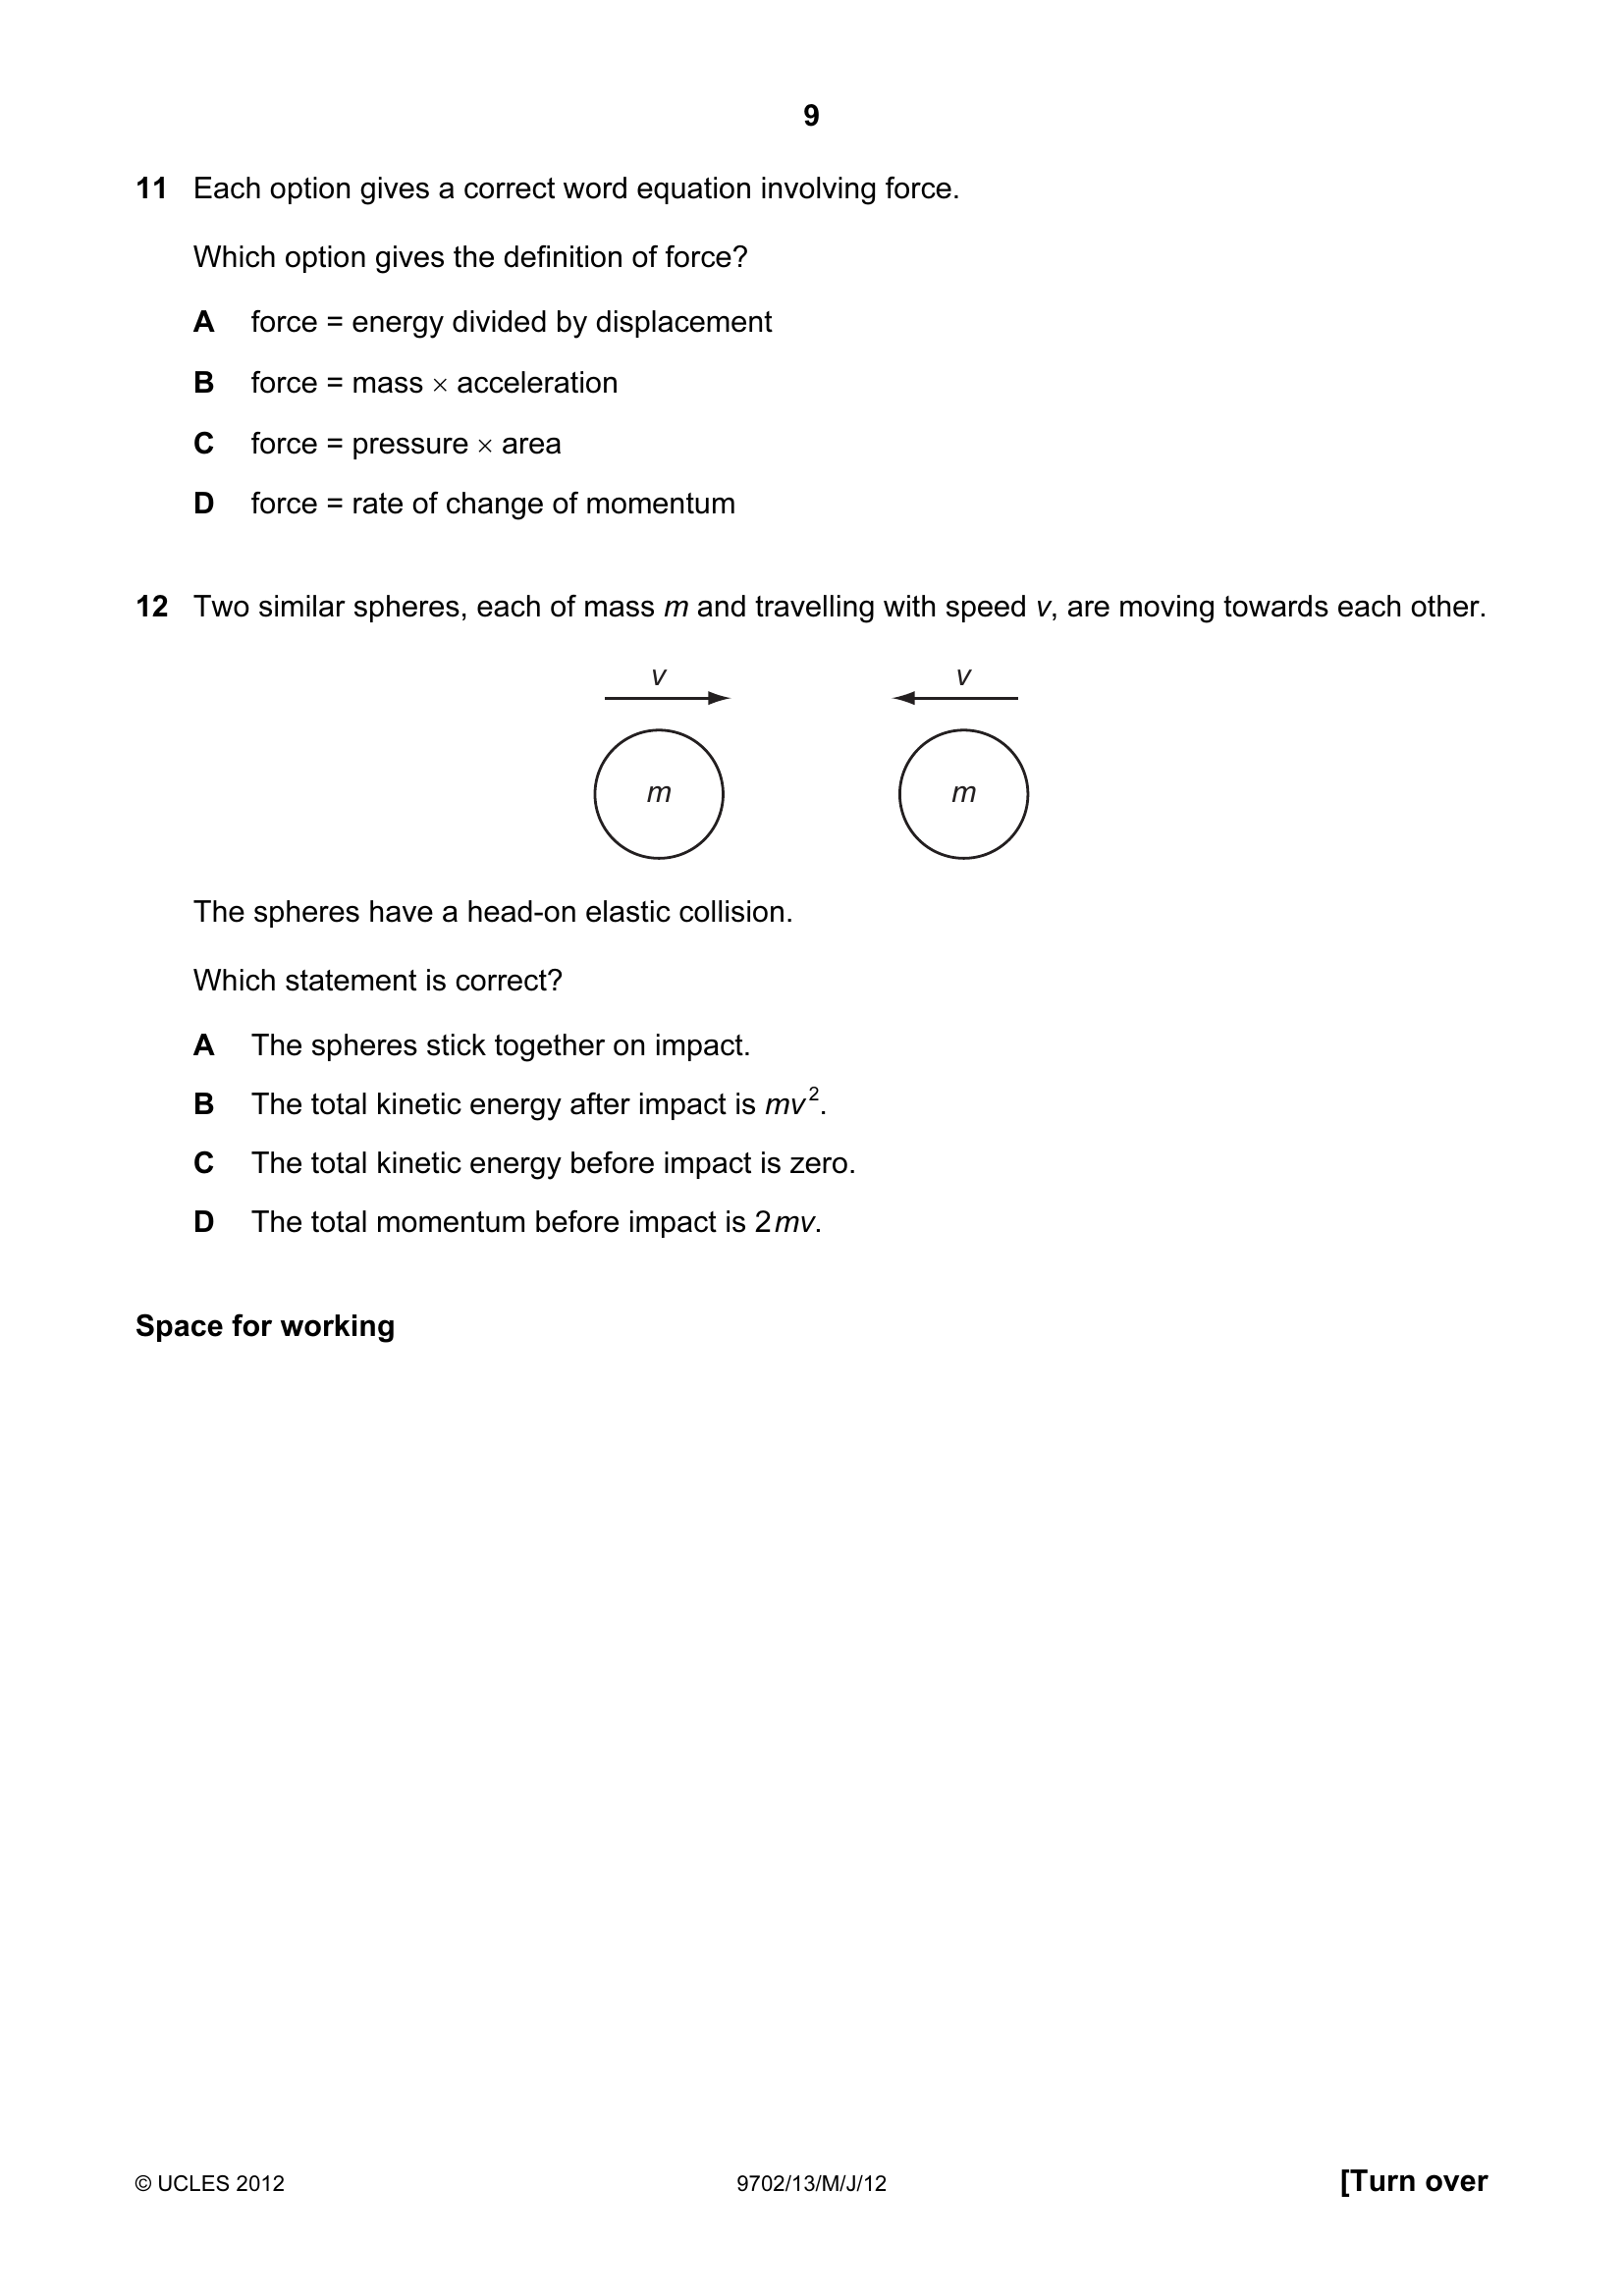 9
11 Each option gives a correct word equation involving force.
Which option gives the definition of force?
A force = energy divided by displacement
B force = mass × acceleration
C force = pressure × area
D force = rate of change of momentum
12 Two similar spheres, each of mass m and travelling with speed v, are moving towards each other.
v v
m m
The spheres have a head-on elastic collision.
Which statement is correct?
A The spheres stick together on impact.
B The total kinetic energy after impact is mv².
C The total kinetic energy before impact is zero.
D The total momentum before impact is 2mv.
Space for working
© UCLES 2012 9702/13/M/J/12 [Turn over